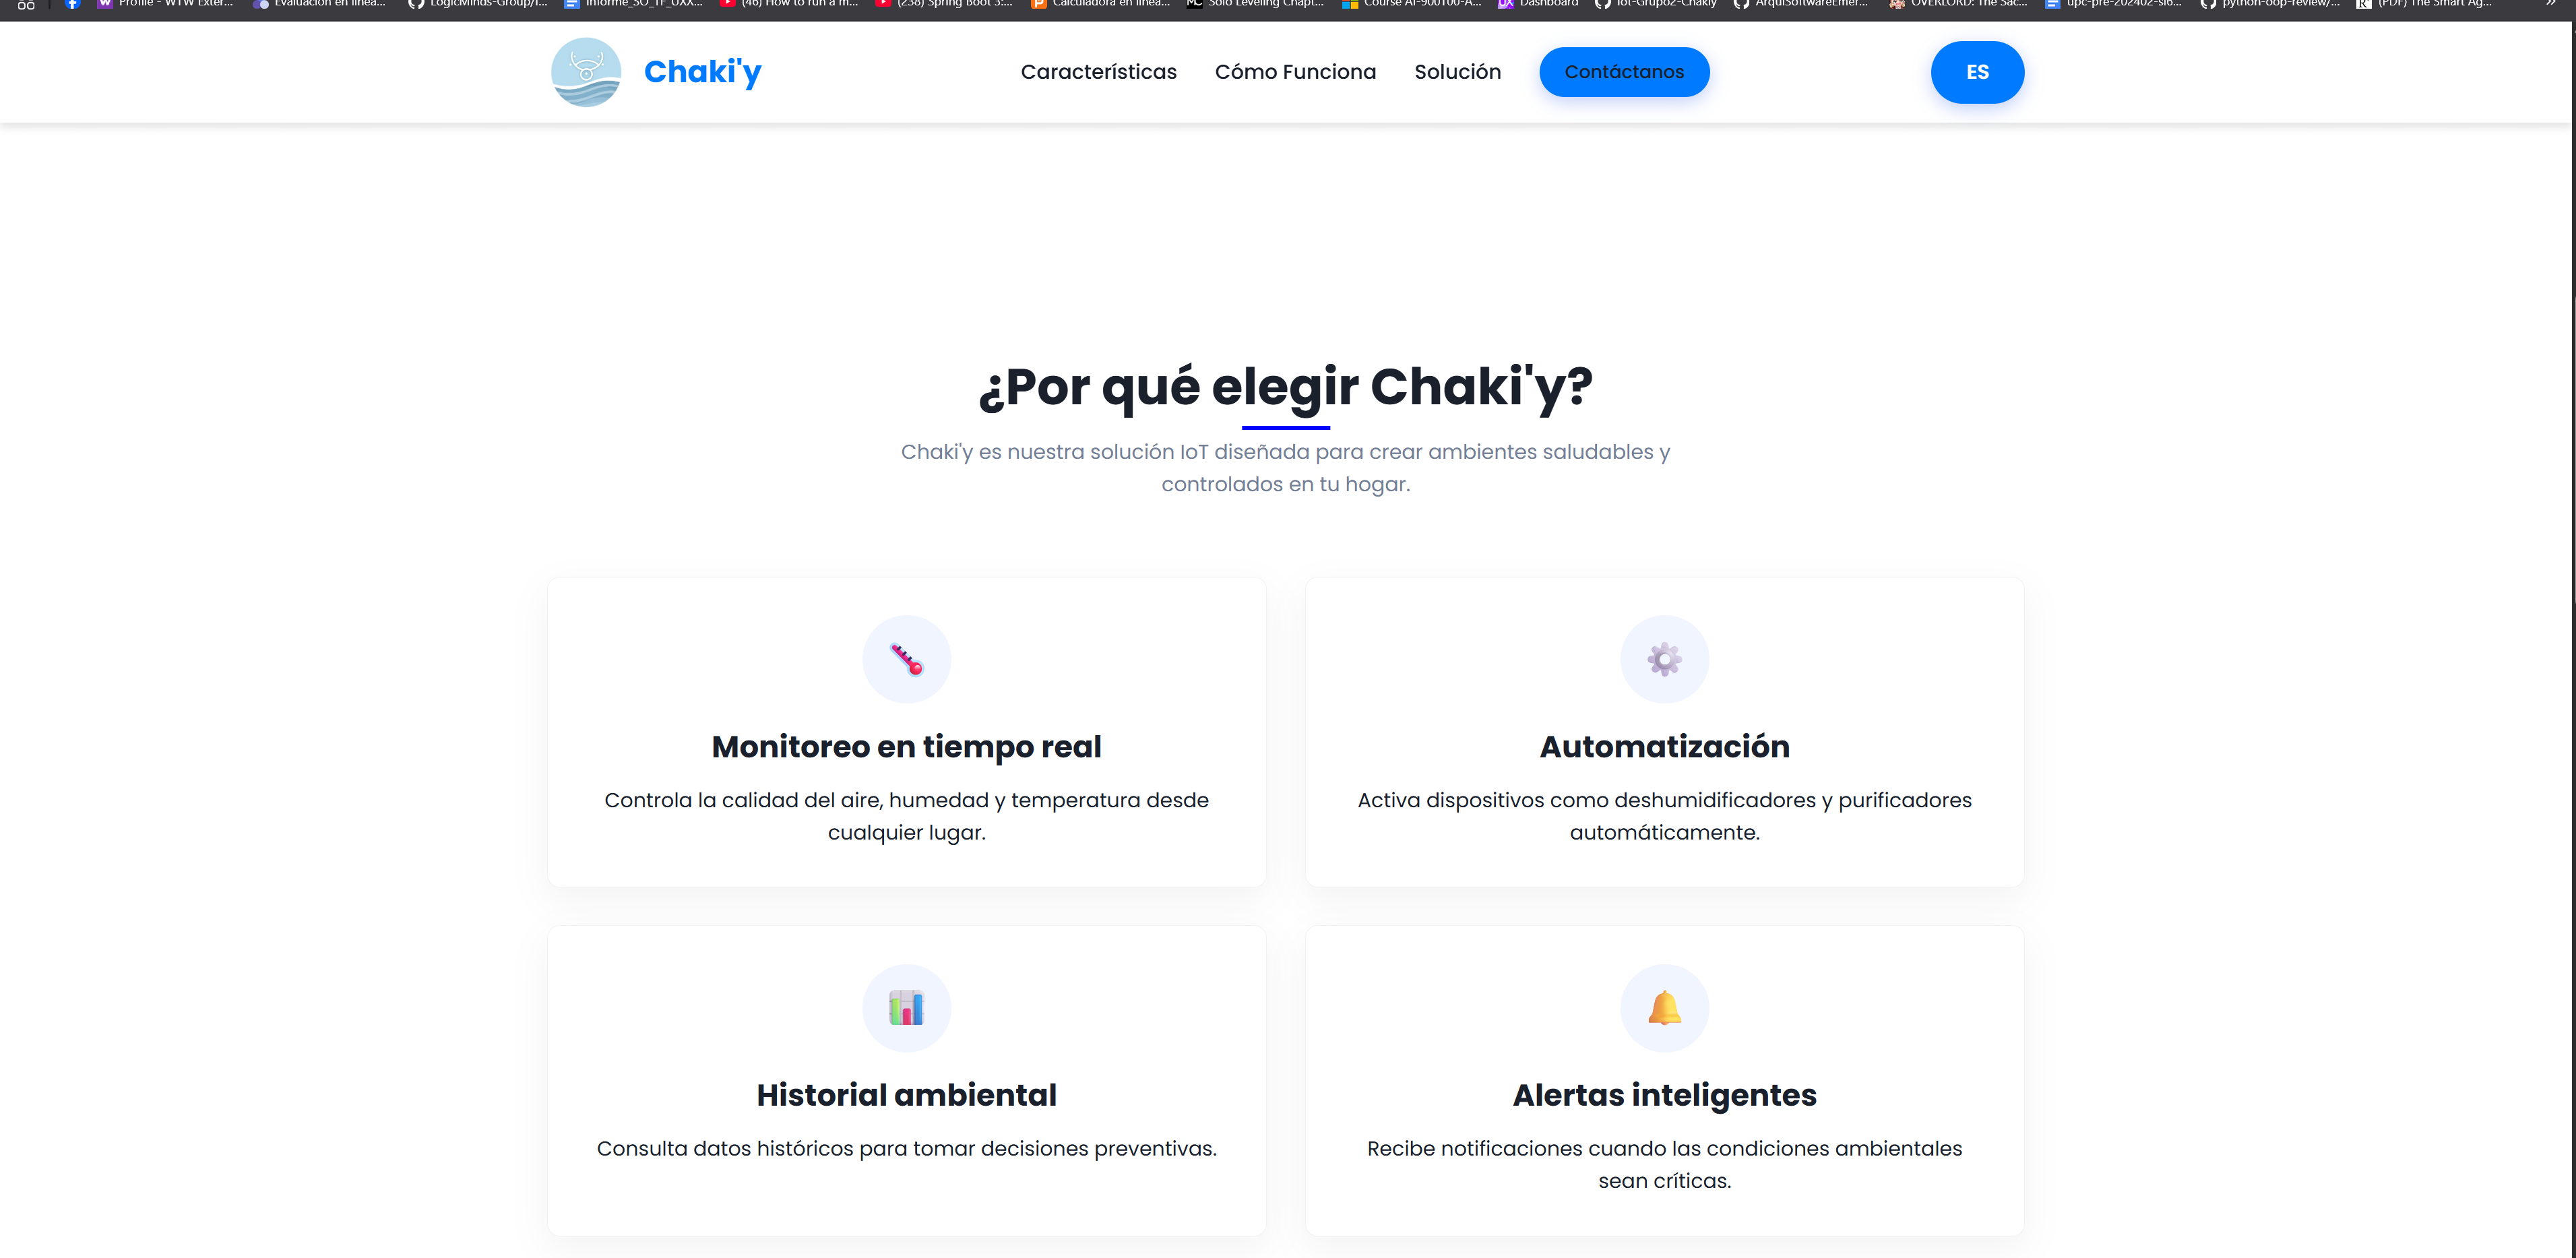 Profile - WTW Exter...
Evaluación en línea...
LogicMinds-Group/I...
Informe_SO_TF_UXX...
(46) How to run a m...
(238) Spring Boot 3:...
Calculadora en línea...
Solo Leveling Chapt...
Course AI-900T00-A...
Dashboard
Iot-Grupo2-Chakiy
ArquiSoftwareEmer...
OVERLORD: The Sac...
upc-pre-202402-si6...
python-oop-review/...
(PDF) The Smart Ag...
Chaki'y
Características
Cómo Funciona
Solución
Contáctanos
ES
¿Por qué elegir Chaki'y?
Chaki'y es nuestra solución IoT diseñada para crear ambientes saludables y
controlados en tu hogar.
Monitoreo en tiempo real
Controla la calidad del aire, humedad y temperatura desde
cualquier lugar.
Automatización
Activa dispositivos como deshumidificadores y purificadores
automáticamente.
Historial ambiental
Consulta datos históricos para tomar decisiones preventivas.
Alertas inteligentes
Recibe notificaciones cuando las condiciones ambientales
sean críticas.